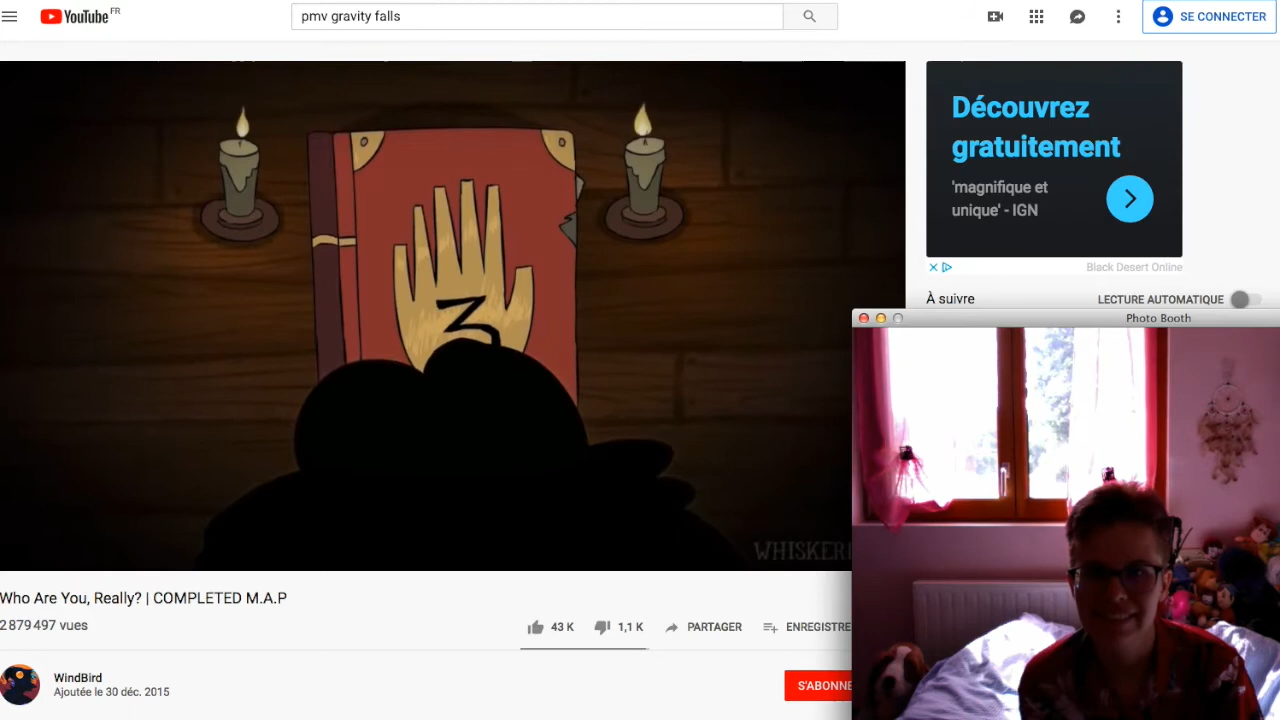 YouTube FR
pmv gravity falls
SE CONNECTER
3
WHISKER
Découvrez
gratuitement
'magnifique et
unique' - IGN
Black Desert Online
À suivre
LECTURE AUTOMATIQUE
Photo Booth
Who Are You, Really? | COMPLETED M.A.P
2 879 497 vues
43 K
1,1 K
PARTAGER
ENREGISTRE
WindBird
Ajoutée le 30 déc. 2015
S'ABONNE